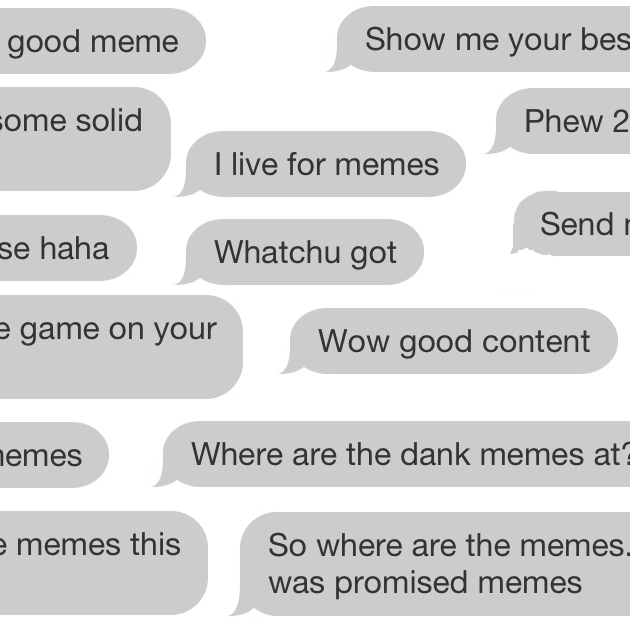 good meme
Show me your bes
some solid
Phew 2
I live for memes
Send
se haha
Whatchu got
e game on your
Wow good content
memes
Where are the dank memes at?
e memes this
So where are the memes.
was promised memes